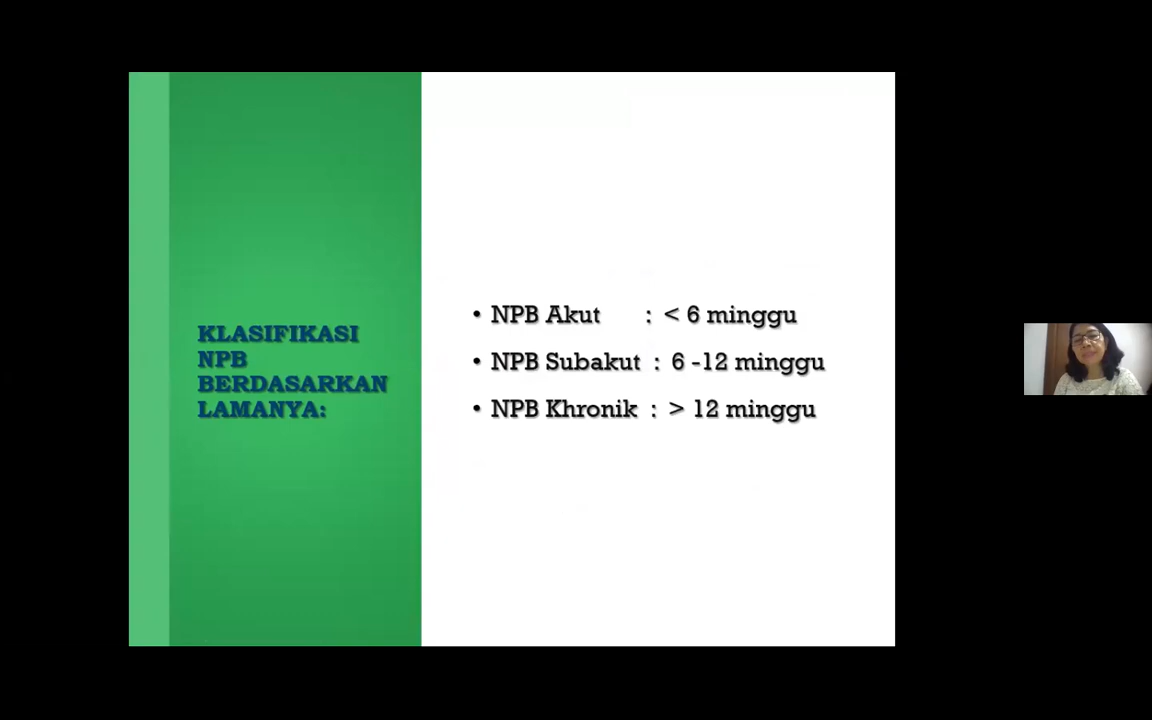 KLASIFIKASI
NPB
BERDASARKAN
LAMANYA:
• NPB Akut : < 6 minggu
• NPB Subakut : 6 -12 minggu
• NPB Khronik : > 12 minggu